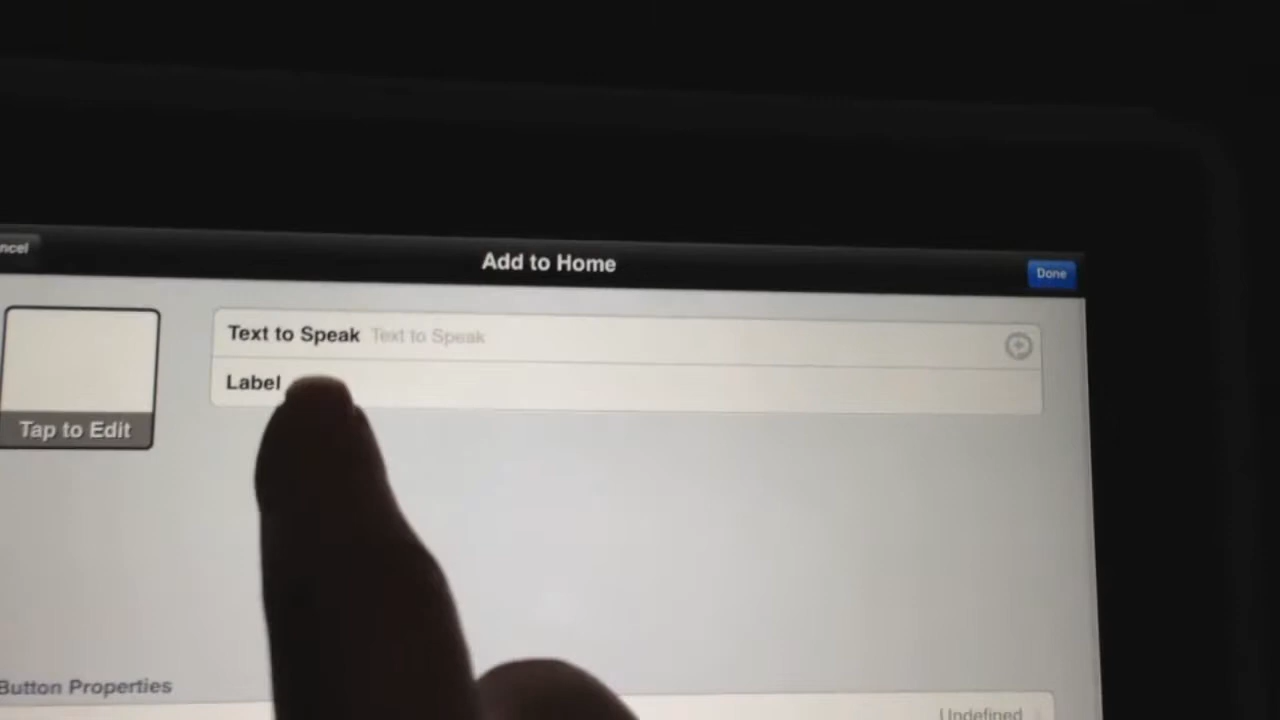 ncel
Add to Home
Done
Text to Speak Text to Speak
Label
Tap to Edit
Button Properties
Undefined